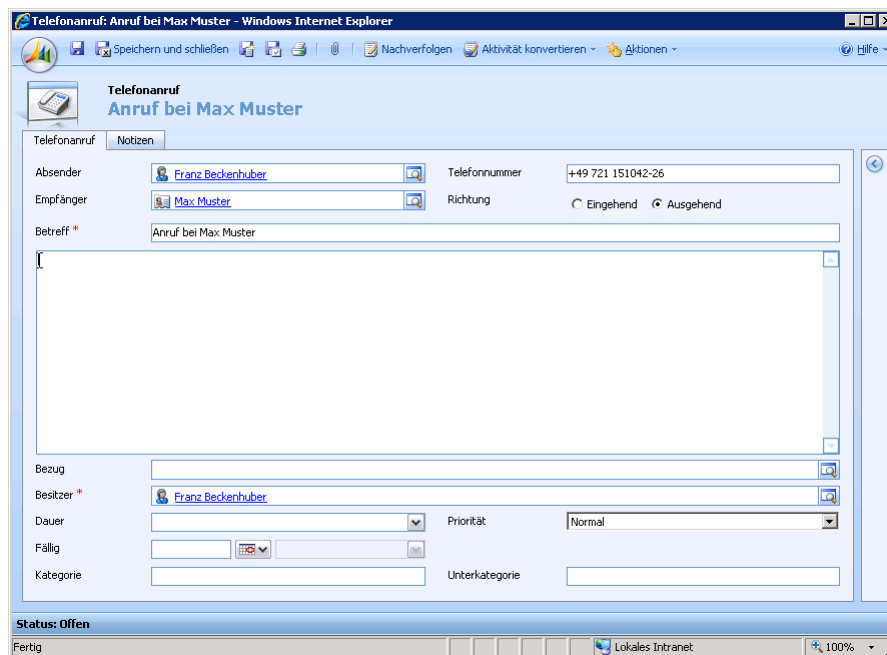 Telefonanruf: Anruf bei Max Muster - Windows Internet Explorer
Speichern und schließen Nachverfolgen Aktivität konvertieren Aktionen Hilfe
Telefonanruf
Anruf bei Max Muster
Telefonanruf Notizen
Absender Franz Beckenhuber Telefonnummer +49 721 151042-26
Empfänger Max Muster Richtung Eingehend Ausgehend
Betreff * Anruf bei Max Muster
Bezug
Besitzer * Franz Beckenhuber
Dauer Priorität Normal
Fällig
Kategorie Unterkategorie
Status: Offen
Fertig Lokales Intranet 100%